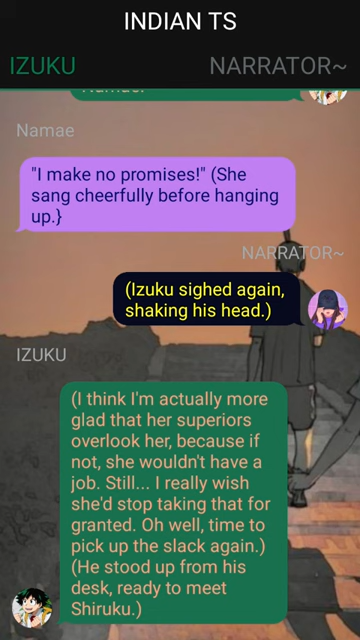 INDIAN TS
IZUKU
NARRATOR~
Namae
"I make no promises!" (She
sang cheerfully before hanging
up.}
NARRATOR~
(Izuku sighed again,
shaking his head.)
IZUKU
(I think I'm actually more
glad that her superiors
overlook her, because if
not, she wouldn't have a
job. Still... I really wish
she'd stop taking that for
granted. Oh well, time to
pick up the slack again.)
(He stood up from his
desk, ready to meet
Shiruku.)